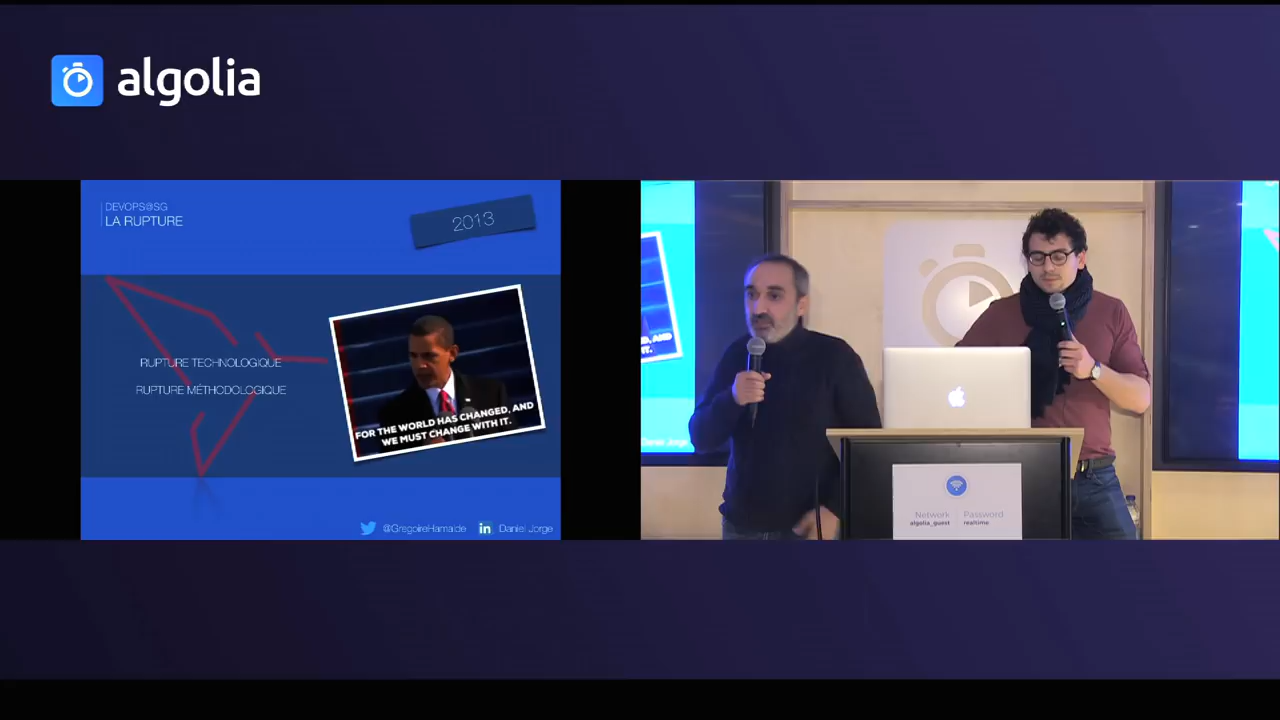 algolia
DEVOPS@SG
LA RUPTURE
2013
RUPTURE TECHNOLOGIQUE
RUPTURE MÉTHODOLOGIQUE
FOR THE WORLD HAS CHANGED, AND
WE MUST CHANGE WITH IT.
@GregoireHamaide
in
Daniel Jorge
Network
algolia_guest
Password
realtime